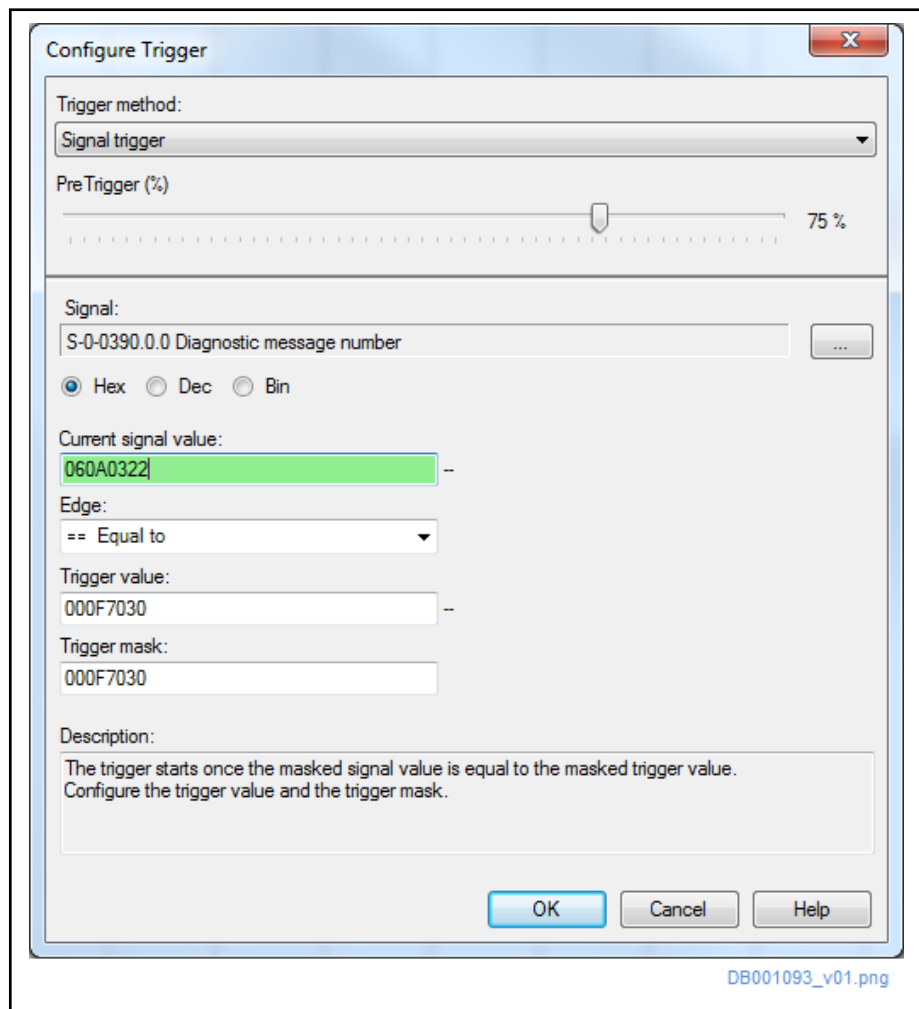 Configure Trigger
Trigger method:
Signal trigger
PreTrigger (%)
75 %
Signal:
S-0-0390.0.0 Diagnostic message number
...
Hex Dec Bin
Current signal value:
060A0322 --
Edge:
== Equal to
Trigger value:
000F7030 --
Trigger mask:
000F7030
Description:
The trigger starts once the masked signal value is equal to the masked trigger value.
Configure the trigger value and the trigger mask.
OK Cancel Help
DB001093_v01.png